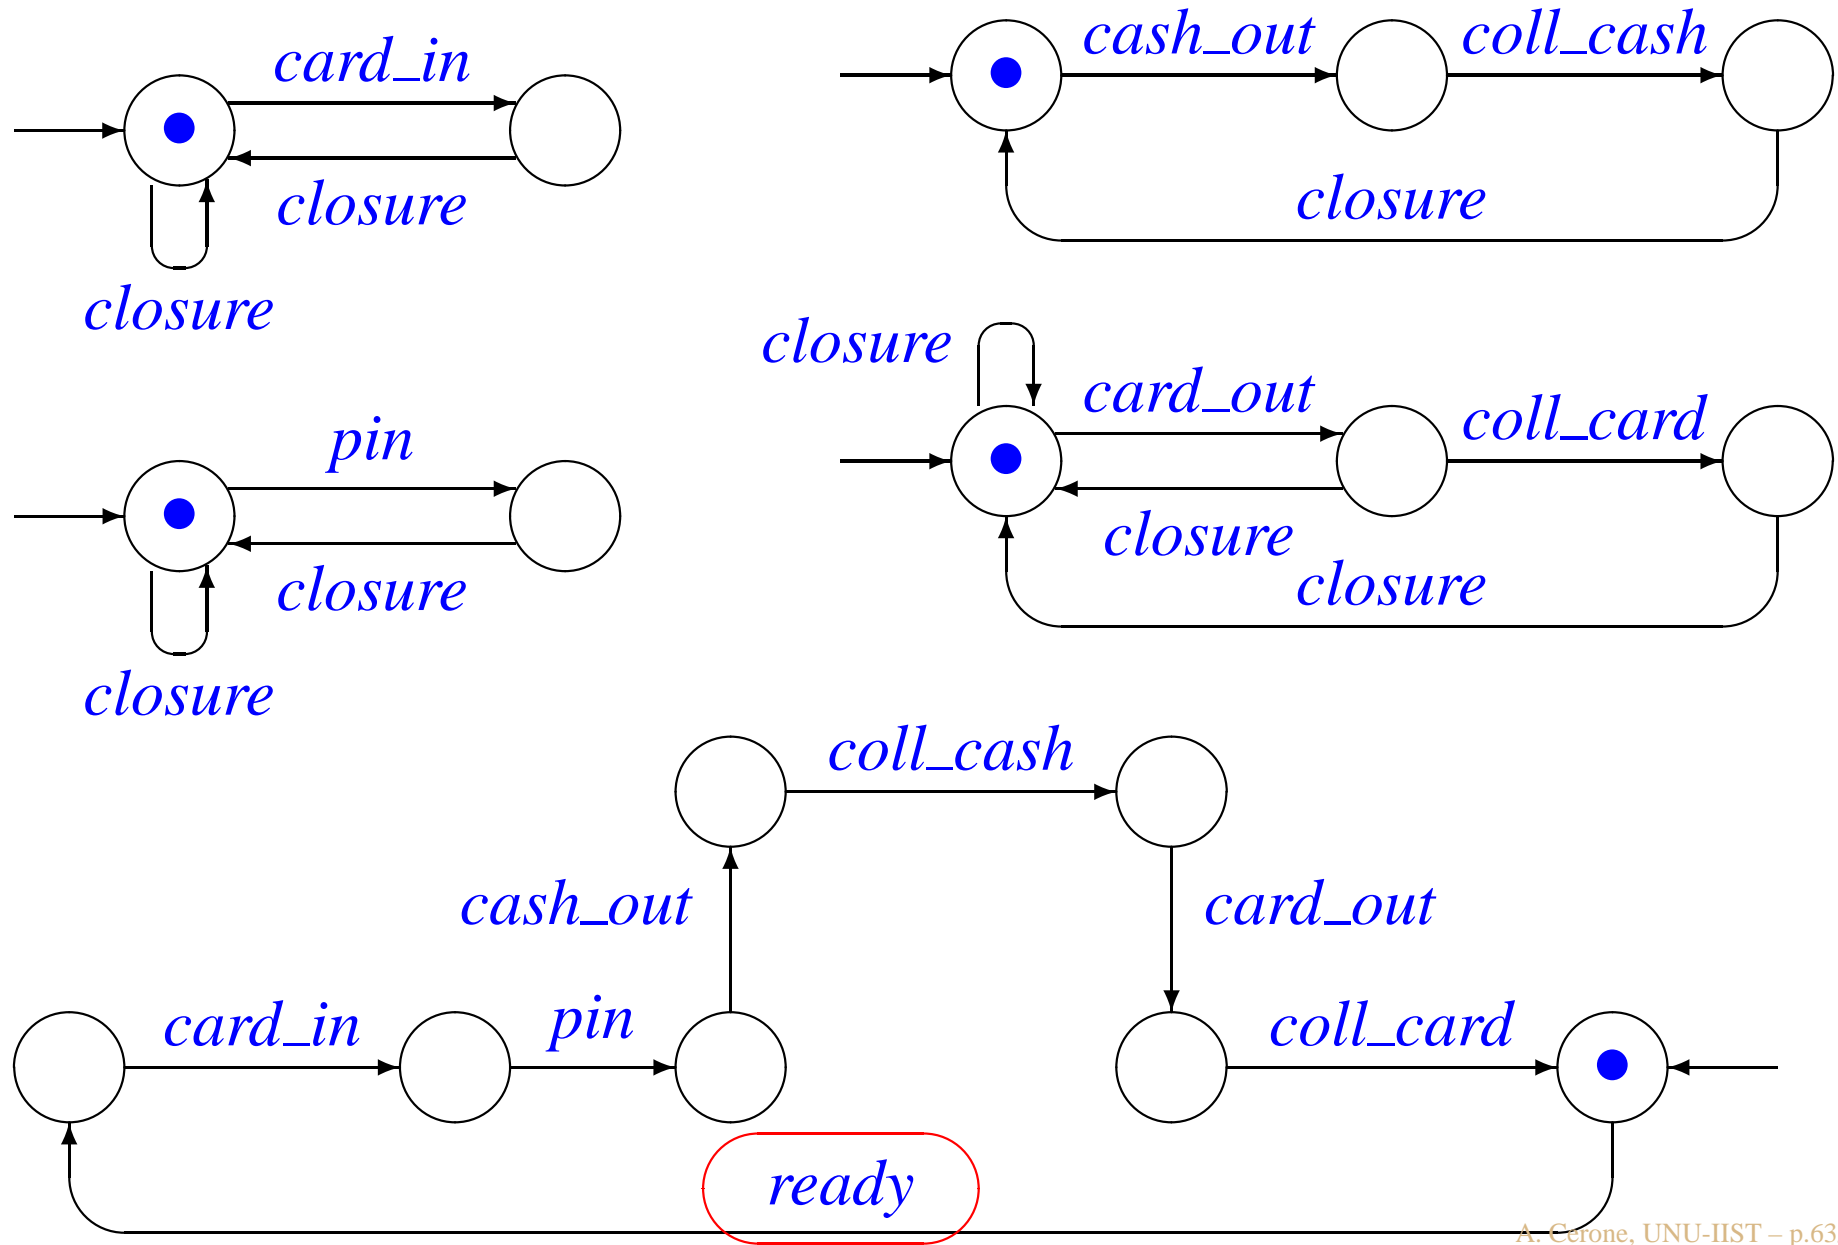 card_in
closure
closure
cash_out
coll_cash
closure
pin
closure
closure
closure
card_out
coll_card
closure
closure
coll_cash
cash_out
card_out
card_in
pin
coll_card
ready
A. Cerone, UNU-IIST – p.63